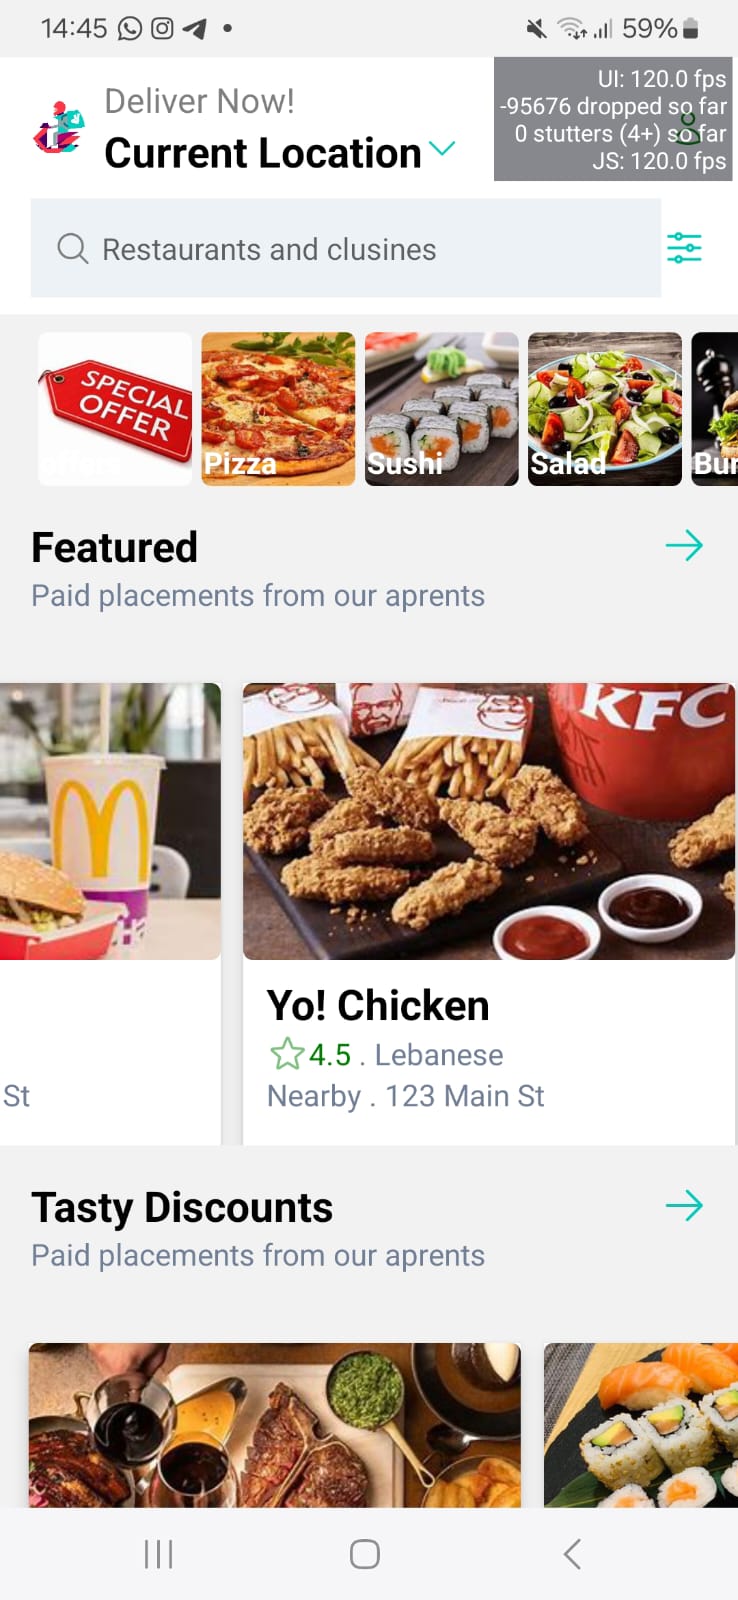 14:45
59%
UI: 120.0 fps
-95676 dropped so far
0 stutters (4+) so far
JS: 120.0 fps
Deliver Now!
Current Location
Restaurants and clusines
SPECIAL
OFFER
offers
Pizza
Sushi
Salad
Bur
Featured
Paid placements from our aprents
KFC
Yo! Chicken
4.5 . Lebanese
St
Nearby . 123 Main St
Tasty Discounts
Paid placements from our aprents